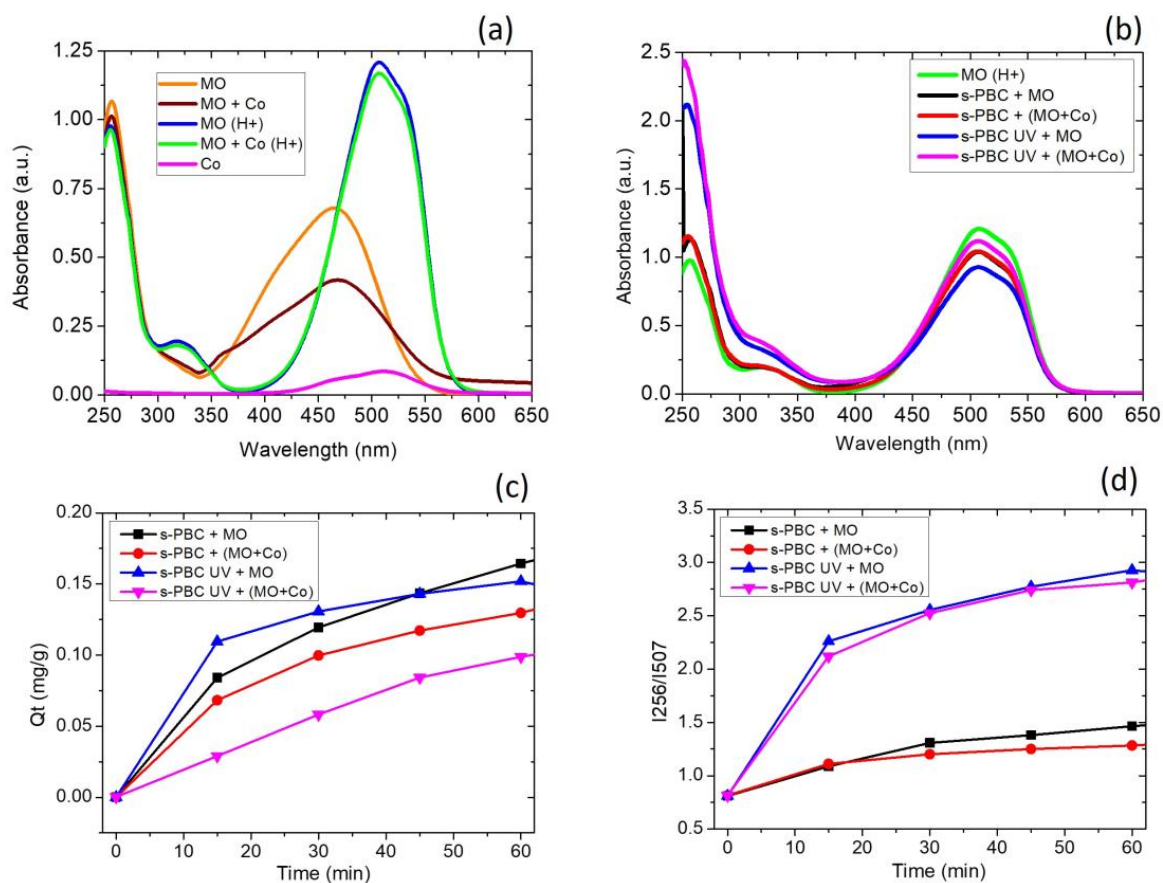 (a)
1.25
1.00
0.75
0.50
0.25
0.00
Absorbance (a.u.)
MO
MO + Co
MO (H+)
MO + Co (H+)
Co
250 300 350 400 450 500 550 600 650
Wavelength (nm)
(b)
2.5
2.0
1.5
1.0
0.5
0.0
Absorbance (a.u.)
MO (H+)
s-PBC + MO
s-PBC + (MO+Co)
s-PBC UV + MO
s-PBC UV + (MO+Co)
250 300 350 400 450 500 550 600 650
Wavelength (nm)
(c)
0.20
0.15
0.10
0.05
0.00
Qt (mg/g)
s-PBC + MO
s-PBC + (MO+Co)
s-PBC UV + MO
s-PBC UV + (MO+Co)
0 10 20 30 40 50 60
Time (min)
(d)
3.5
3.0
2.5
2.0
1.5
1.0
0.5
I256/I507
s-PBC + MO
s-PBC + (MO+Co)
s-PBC UV + MO
s-PBC UV + (MO+Co)
0 10 20 30 40 50 60
Time (min)